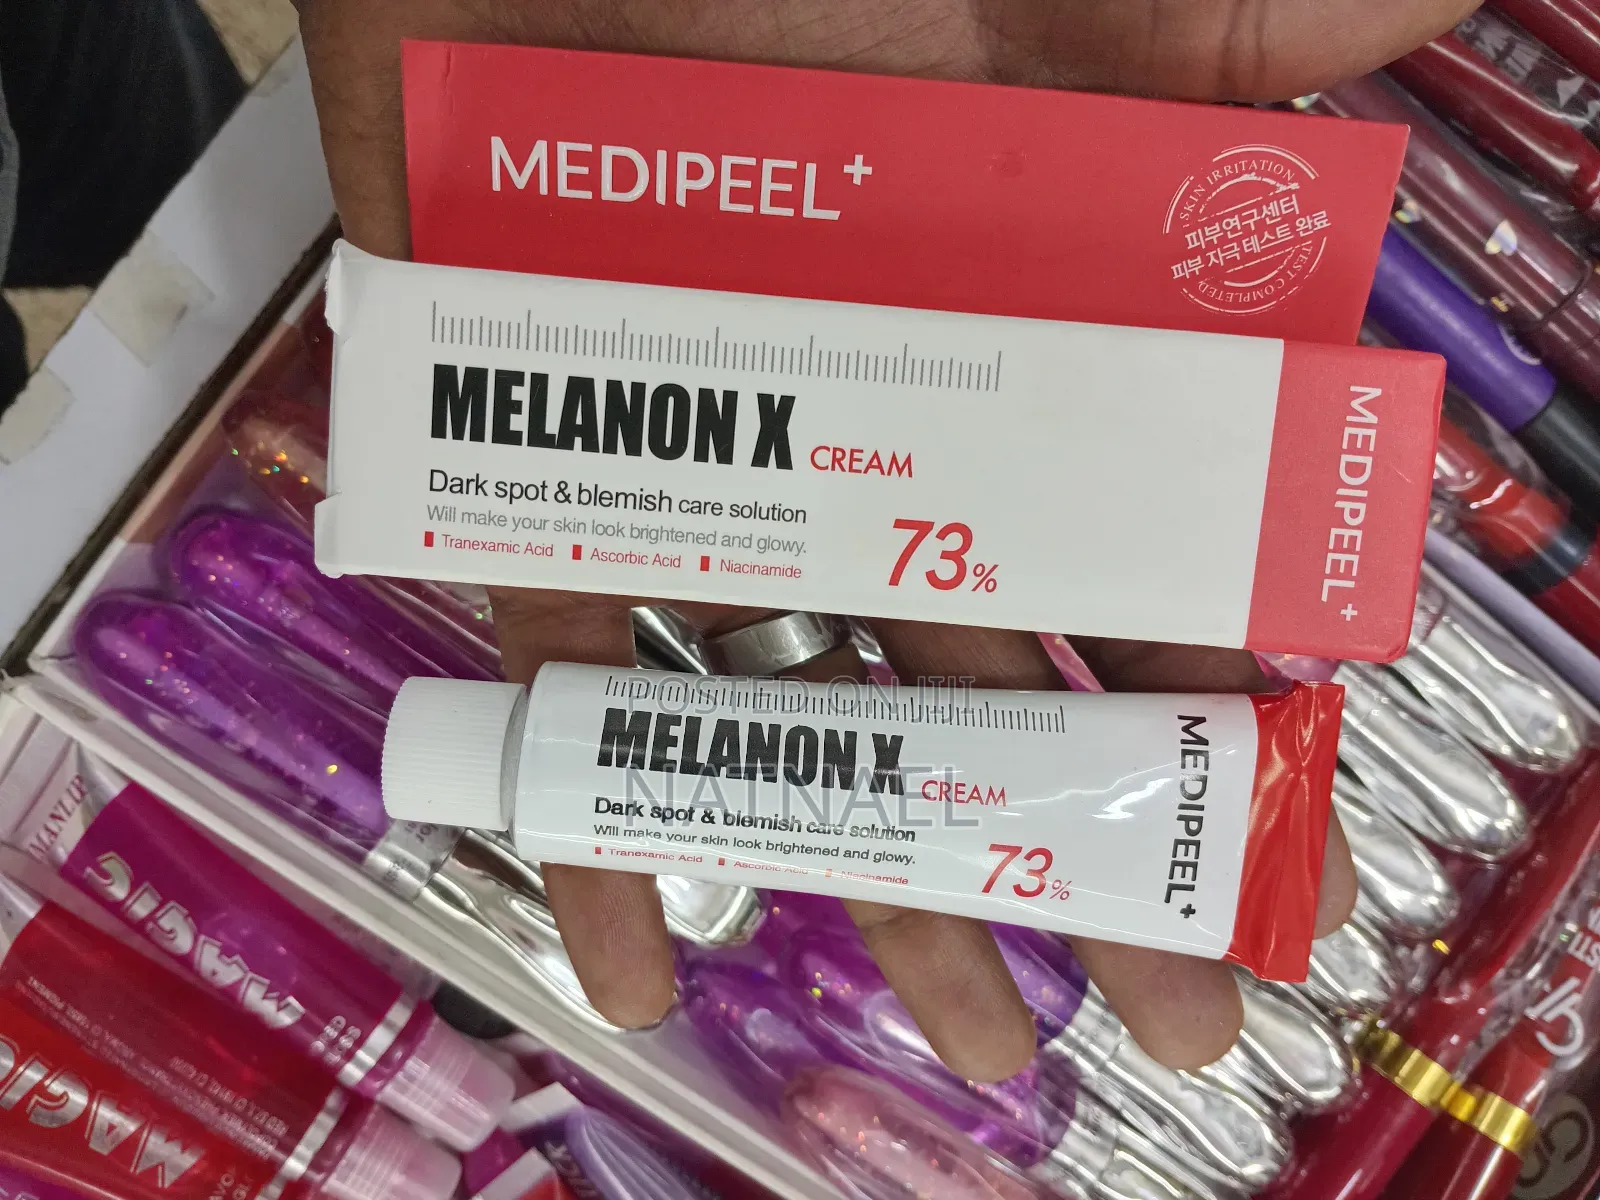 MEDIPEEL+
SKIN IRRITATION
피부연구센터
피부 자극 테스트 완료
TEST COMPLETED
MELANON X CREAM
Dark spot & blemish care solution
Will make your skin look brightened and glowy.
Tranexamic Acid Ascorbic Acid Niacinamide
73%
MEDIPEEL+
POSTED ON JIJI
NATNAEL
MELANON X CREAM
Dark spot & blemish care solution
Will make your skin look brightened and glowy.
Tranexamic Acid Ascorbic Acid Niacinamide
73%
MEDIPEEL+
MANLIP
MAGIC
MAGIC